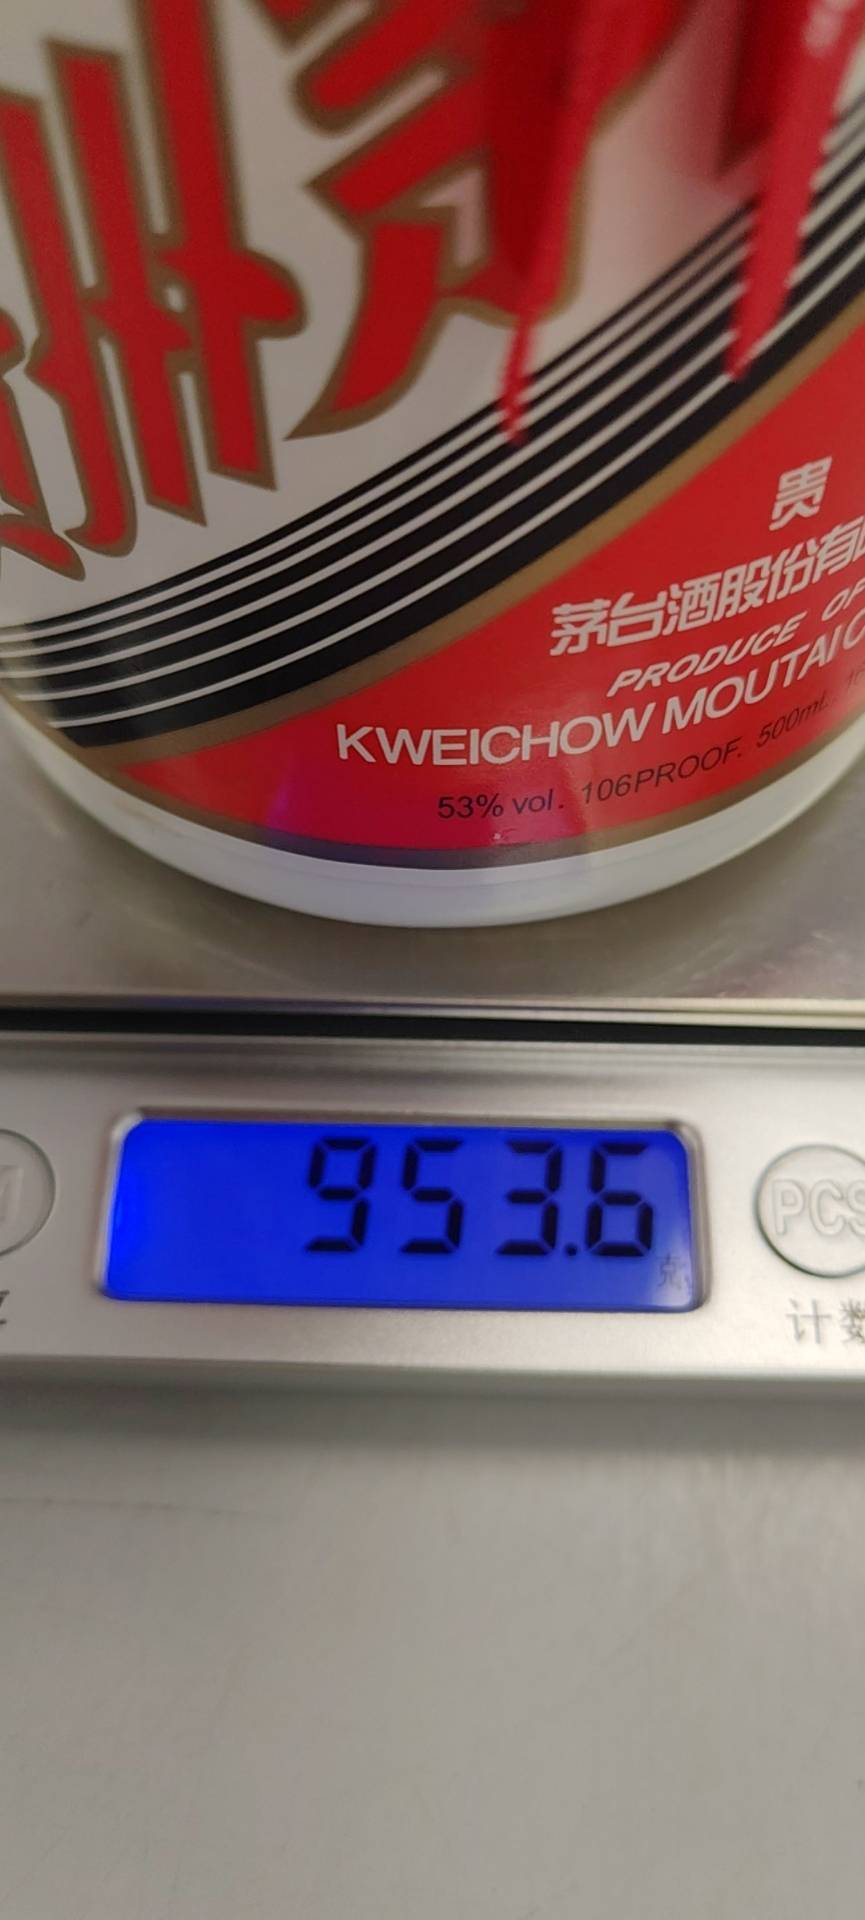 贵
茅台酒股份有
PRODUCE OF
KWEICHOW MOUTAI
53% vol. 106PROOF. 500mL.
953.6
克
PCS
计数